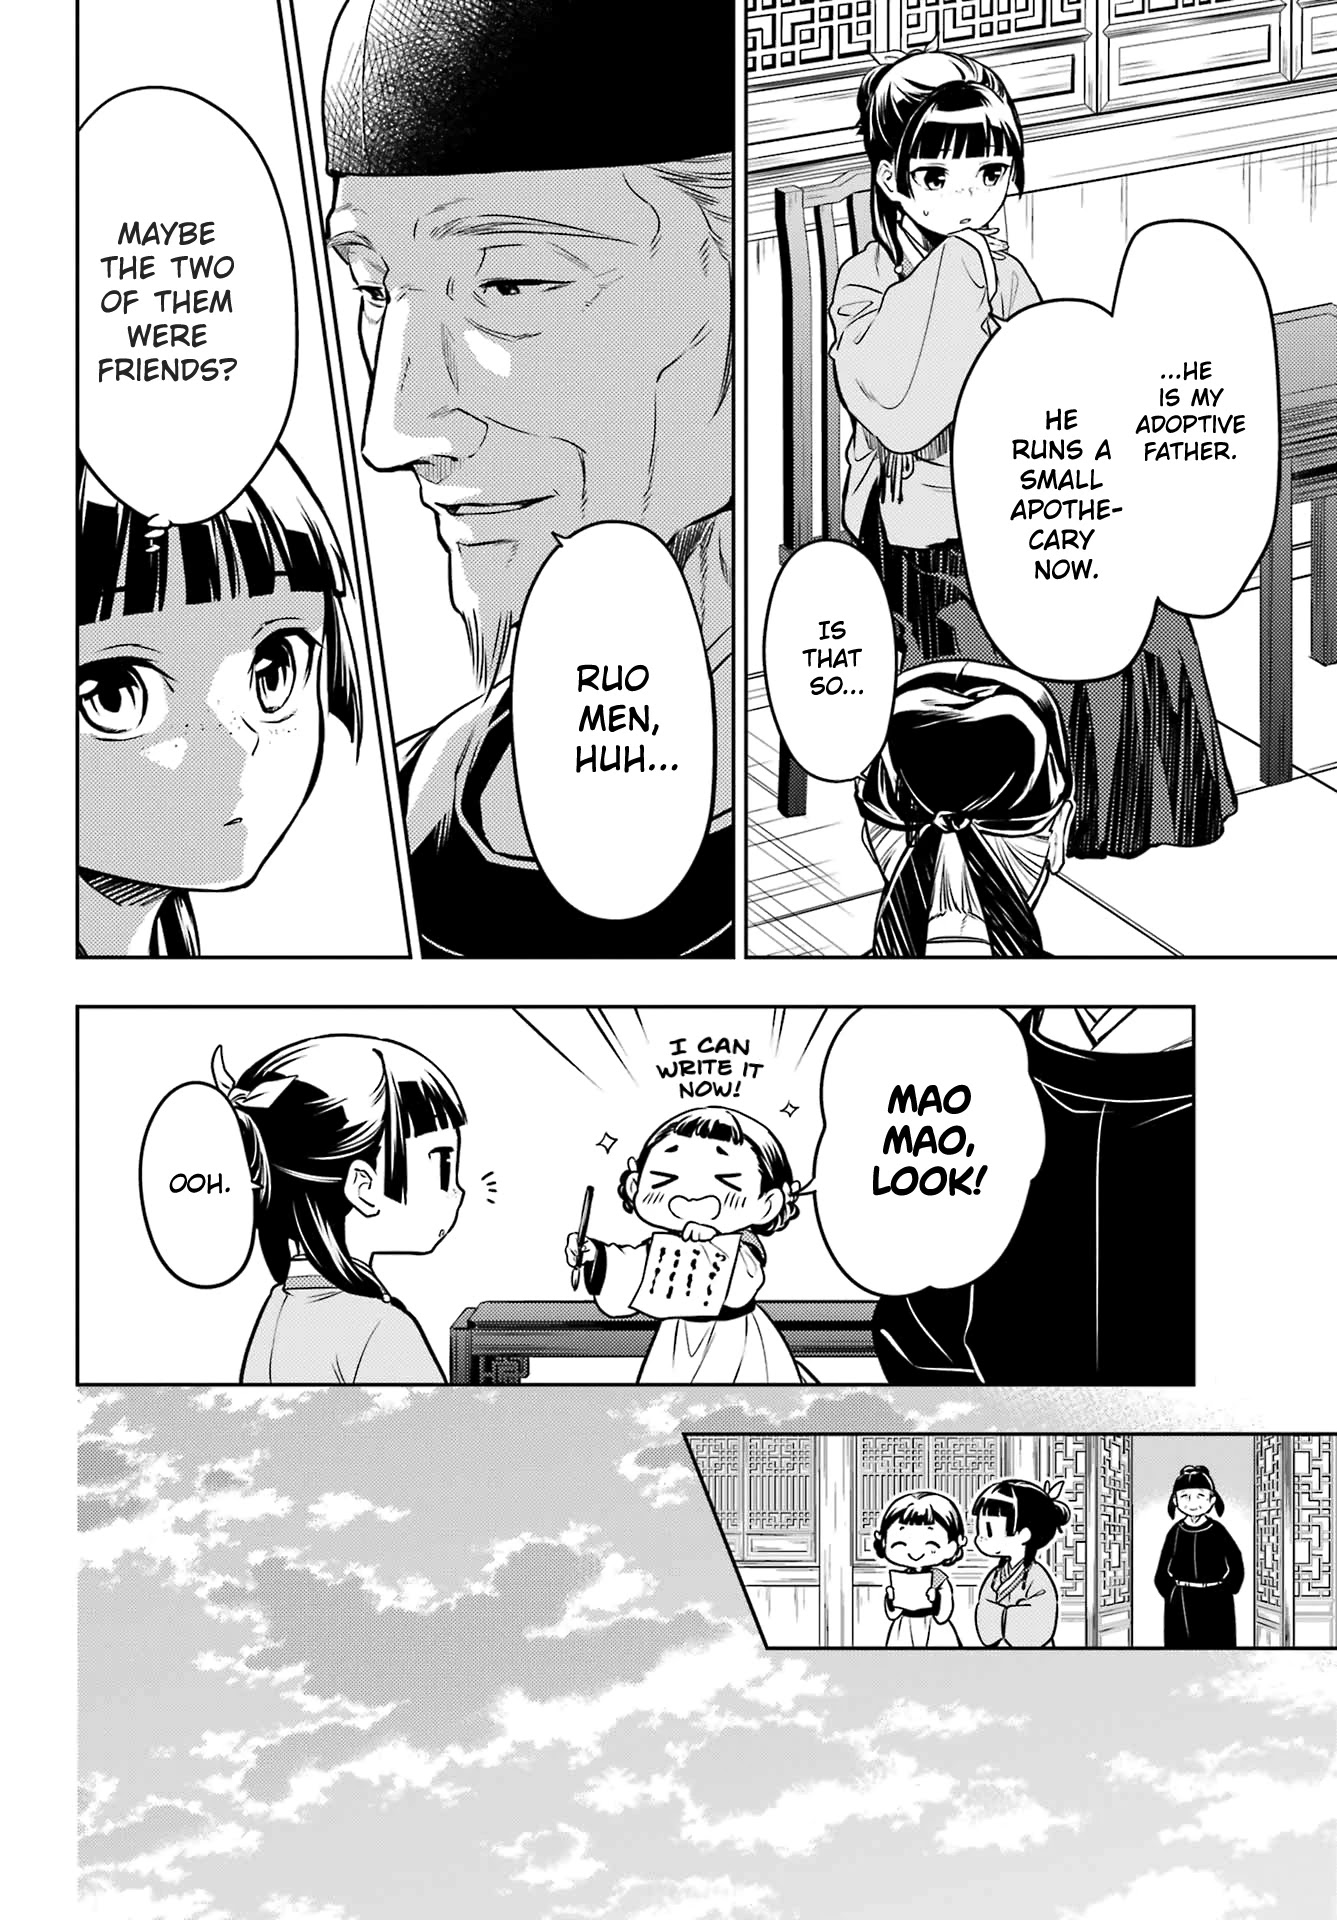 ...HE
IS MY
ADOPTIVE
FATHER.
HE
RUNS A
SMALL
APOTHE-
CARY
NOW.
IS
THAT
SO...
RUO
MEN,
HUH...
MAYBE
THE TWO
OF THEM
WERE
FRIENDS?
MAO
MAO,
LOOK!
I CAN
WRITE IT
NOW!
OOH.